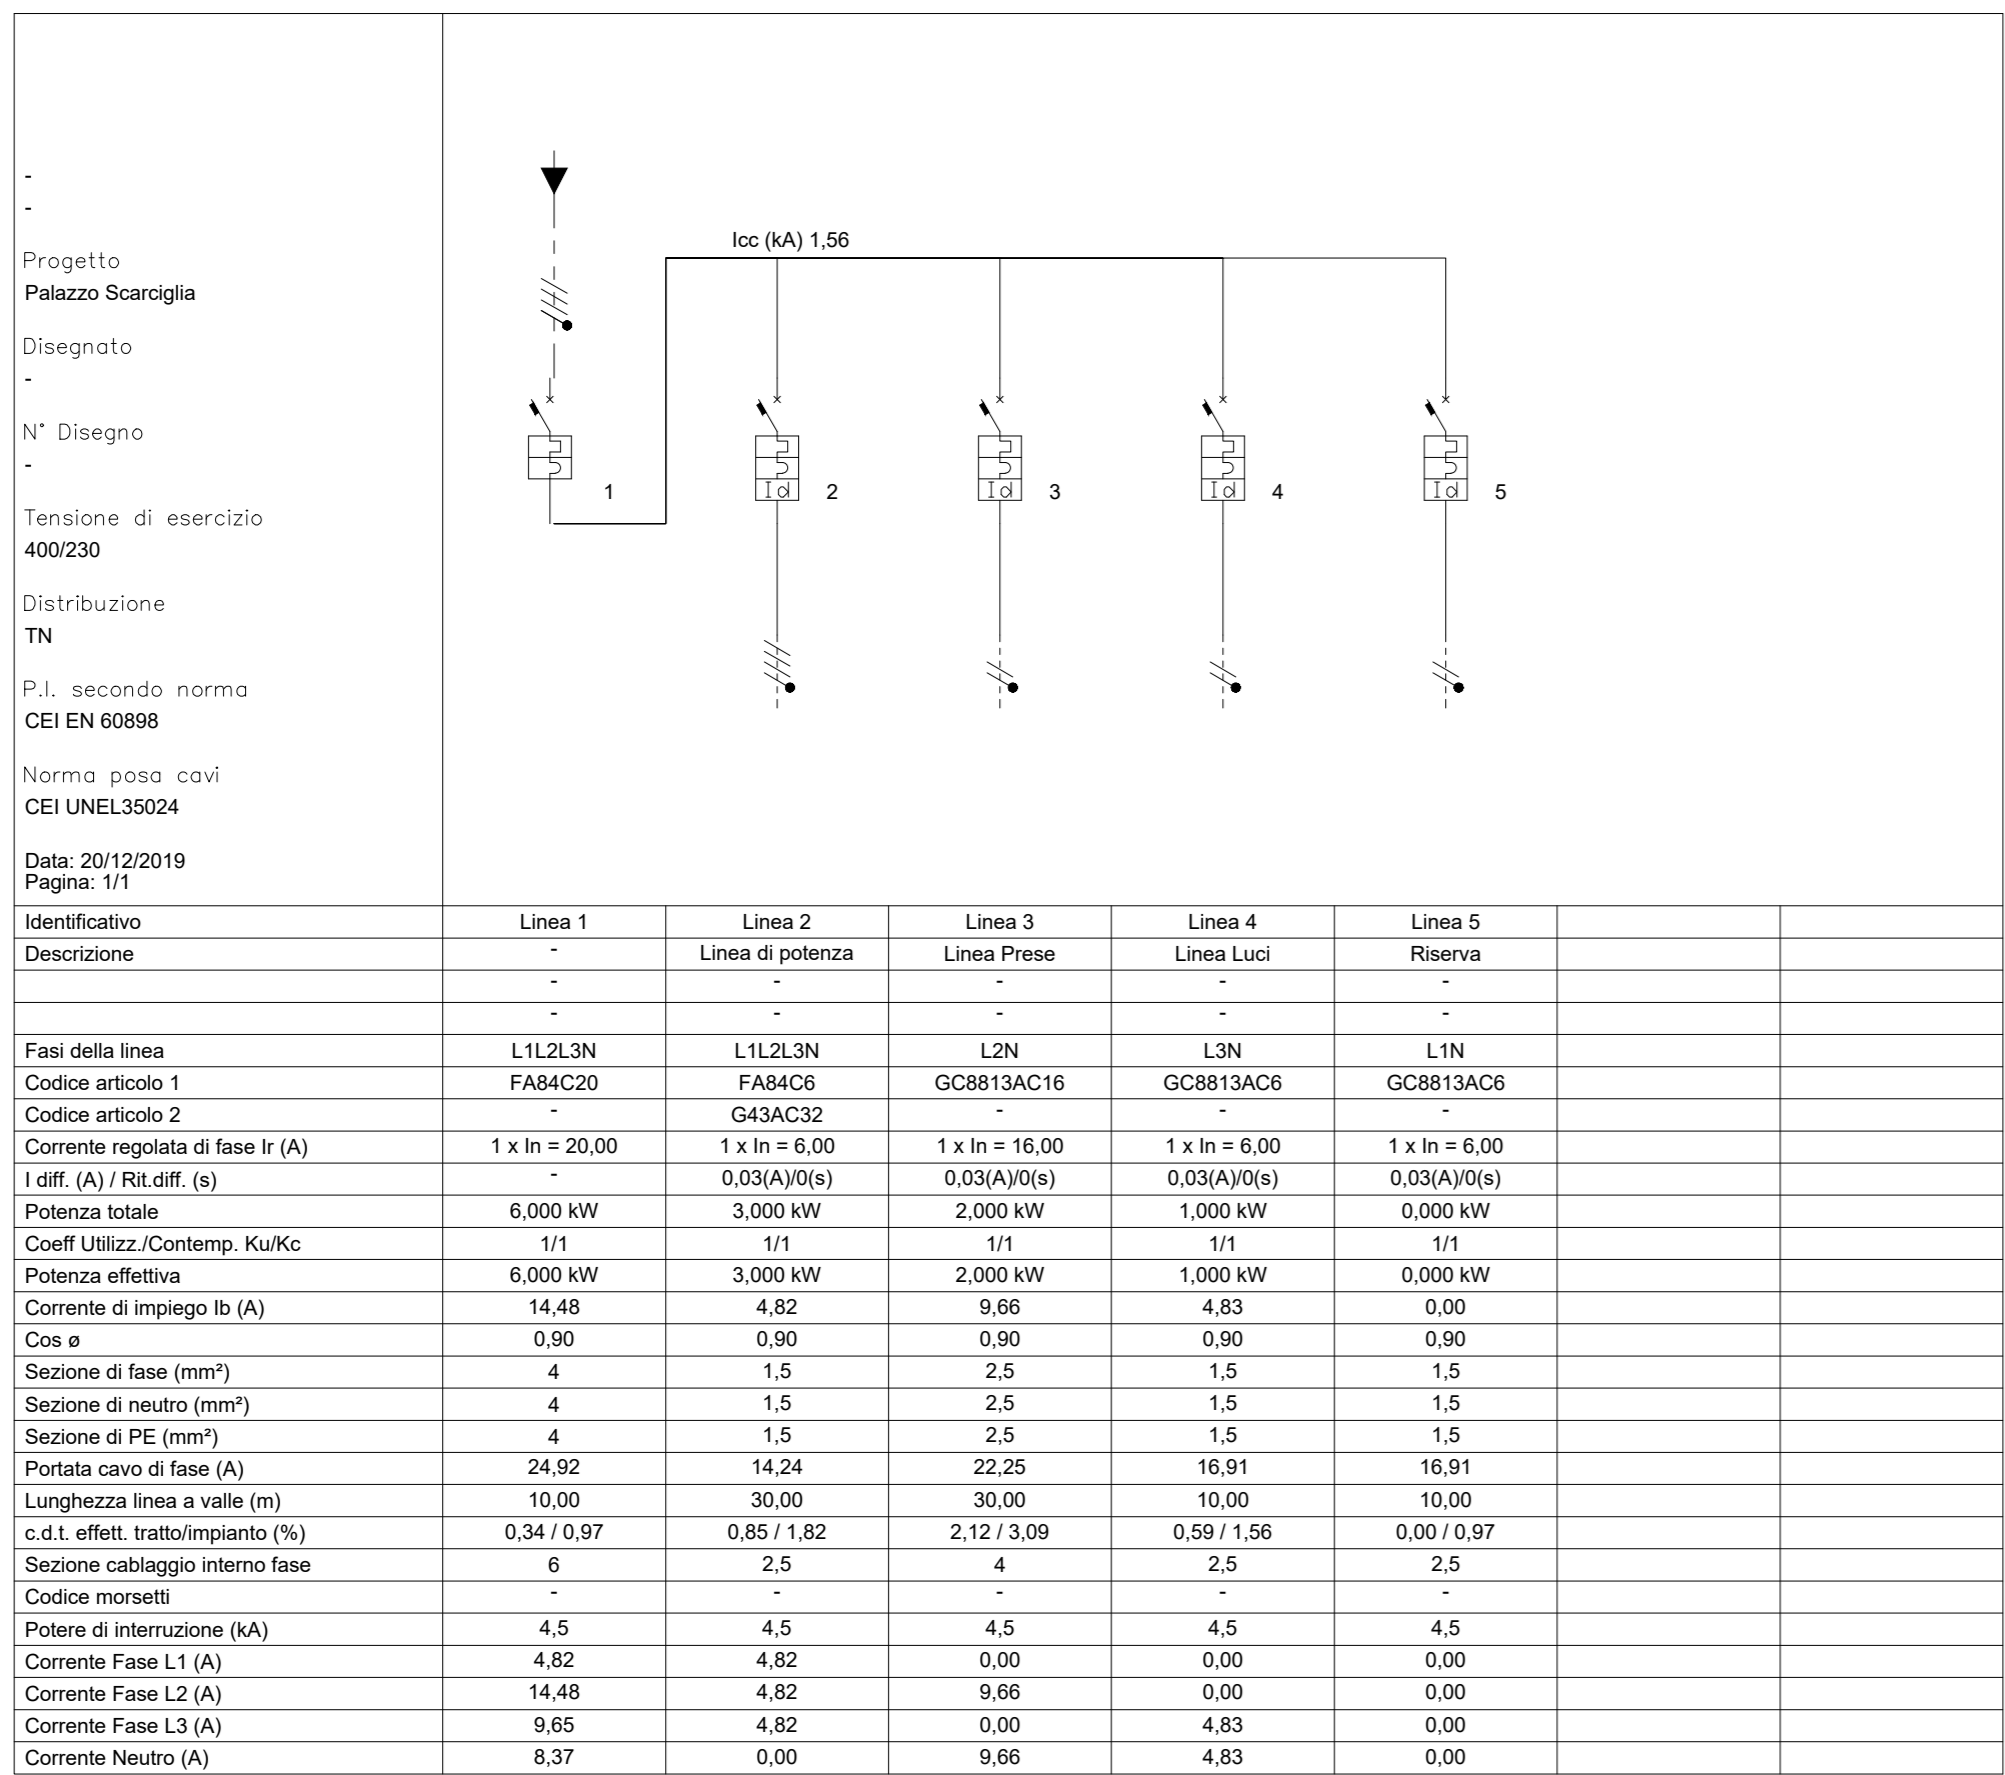 -
-
Progetto
Palazzo Scarciglia
Disegnato
-
N° Disegno
-
Tensione di esercizio
400/230
Distribuzione
TN
P.I. secondo norma
CEI EN 60898
Norma posa cavi
CEI UNEL35024
Data: 20/12/2019
Pagina: 1/1
Icc (kA) 1,56
1
Id 2
Id 3
Id 4
Id 5
Identificativo Linea 1 Linea 2 Linea 3 Linea 4 Linea 5
Descrizione - Linea di potenza Linea Prese Linea Luci Riserva
- - - - -
- - - - -
Fasi della linea L1L2L3N L1L2L3N L2N L3N L1N
Codice articolo 1 FA84C20 FA84C6 GC8813AC16 GC8813AC6 GC8813AC6
Codice articolo 2 - G43AC32 - - -
Corrente regolata di fase Ir (A) 1 x In = 20,00 1 x In = 6,00 1 x In = 16,00 1 x In = 6,00 1 x In = 6,00
I diff. (A) / Rit.diff. (s) - 0,03(A)/0(s) 0,03(A)/0(s) 0,03(A)/0(s) 0,03(A)/0(s)
Potenza totale 6,000 kW 3,000 kW 2,000 kW 1,000 kW 0,000 kW
Coeff Utilizz./Contemp. Ku/Kc 1/1 1/1 1/1 1/1 1/1
Potenza effettiva 6,000 kW 3,000 kW 2,000 kW 1,000 kW 0,000 kW
Corrente di impiego Ib (A) 14,48 4,82 9,66 4,83 0,00
Cos ø 0,90 0,90 0,90 0,90 0,90
Sezione di fase (mm²) 4 1,5 2,5 1,5 1,5
Sezione di neutro (mm²) 4 1,5 2,5 1,5 1,5
Sezione di PE (mm²) 4 1,5 2,5 1,5 1,5
Portata cavo di fase (A) 24,92 14,24 22,25 16,91 16,91
Lunghezza linea a valle (m) 10,00 30,00 30,00 10,00 10,00
c.d.t. effett. tratto/impianto (%) 0,34 / 0,97 0,85 / 1,82 2,12 / 3,09 0,59 / 1,56 0,00 / 0,97
Sezione cablaggio interno fase 6 2,5 4 2,5 2,5
Codice morsetti - - - - -
Potere di interruzione (kA) 4,5 4,5 4,5 4,5 4,5
Corrente Fase L1 (A) 4,82 4,82 0,00 0,00 0,00
Corrente Fase L2 (A) 14,48 4,82 9,66 0,00 0,00
Corrente Fase L3 (A) 9,65 4,82 0,00 4,83 0,00
Corrente Neutro (A) 8,37 0,00 9,66 4,83 0,00